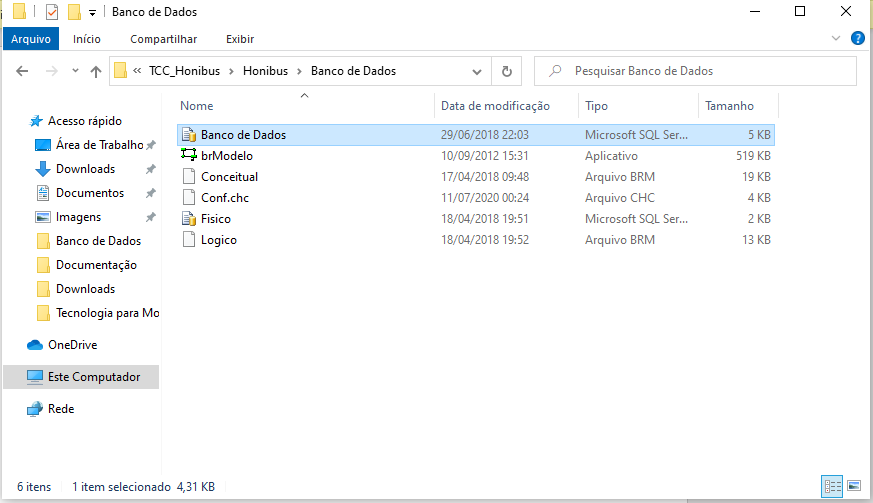 Banco de Dados
Arquivo Início Compartilhar Exibir
« TCC_Honibus > Honibus > Banco de Dados Pesquisar Banco de Dados
Acesso rápido
Área de Trabalho
Downloads
Documentos
Imagens
Banco de Dados
Documentação
Downloads
Tecnologia para Mo
OneDrive
Este Computador
Rede
Nome Data de modificação Tipo Tamanho
Banco de Dados 29/06/2018 22:03 Microsoft SQL Ser... 5 KB
brModelo 10/09/2012 15:31 Aplicativo 519 KB
Conceitual 17/04/2018 09:48 Arquivo BRM 19 KB
Conf.chc 11/07/2020 00:24 Arquivo CHC 4 KB
Fisico 18/04/2018 19:51 Microsoft SQL Ser... 2 KB
Logico 18/04/2018 19:52 Arquivo BRM 13 KB
6 itens 1 item selecionado 4,31 KB